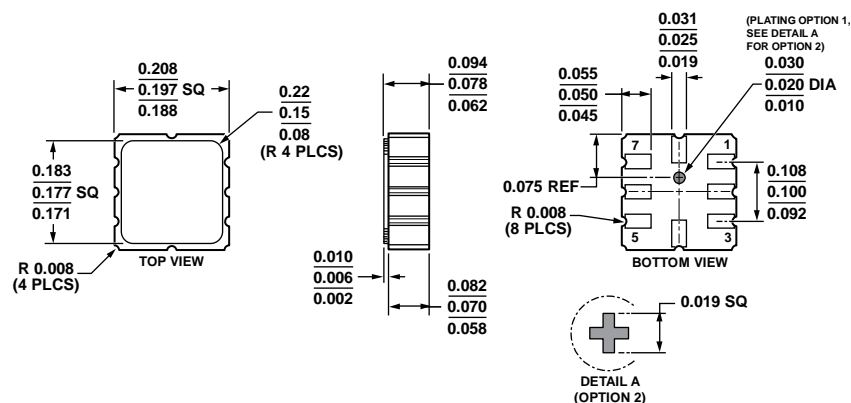 0.208
0.197 SQ
0.188
0.22
0.15
0.08
(R 4 PLCS)
0.183
0.177 SQ
0.171
R 0.008
(4 PLCS)
TOP VIEW
0.094
0.078
0.062
0.010
0.006
0.002
0.082
0.070
0.058
0.031
0.025
0.019
(PLATING OPTION 1,
SEE DETAIL A
FOR OPTION 2)
0.030
0.020 DIA
0.010
0.055
0.050
0.045
7
1
0.075 REF
0.108
0.100
0.092
R 0.008
(8 PLCS)
5
3
BOTTOM VIEW
0.019 SQ
DETAIL A
(OPTION 2)